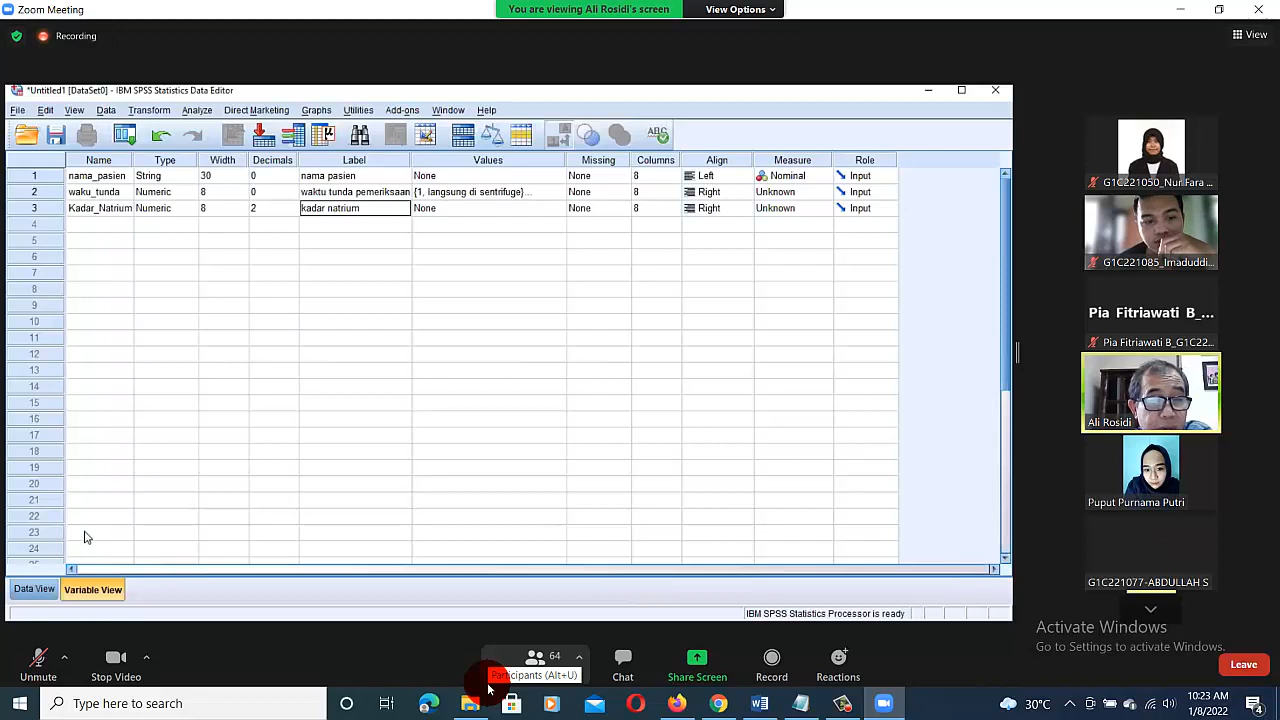 Zoom Meeting
You are viewing Ali Rosidi's screen
View Options
Recording
View
*Untitled1 [DataSet0] - IBM SPSS Statistics Data Editor
File Edit View Data Transform Analyze Direct Marketing Graphs Utilities Add-ons Window Help
Name Type Width Decimals Label Values Missing Columns Align Measure Role
1 nama_pasien String 30 0 nama pasien None None 8 Left Nominal Input
2 waku_tunda Numeric 8 0 waktu tunda pemeriksaan {1, langsung di sentrifuge}... None 8 Right Unknown Input
3 Kadar_Natrium Numeric 8 2 kadar natrium None None 8 Right Unknown Input
4
5
6
7
8
9
10
11
12
13
14
15
16
17
18
19
20
21
22
23
24
Data View Variable View
IBM SPSS Statistics Processor is ready
G1C221050_Nur Fara ...
G1C221085_Imaduddi...
Pia Fitriawati B_...
Pia Fitriawati B_G1C22...
Ali Rosidi
Puput Purnama Putri
G1C221077-ABDULLAH S
Activate Windows
Go to Settings to activate Windows.
Unmute
Stop Video
64
Participants (Alt+U)
Chat
Share Screen
Record
Reactions
Leave
Type here to search
30°C
10:23 AM
1/8/2022
4